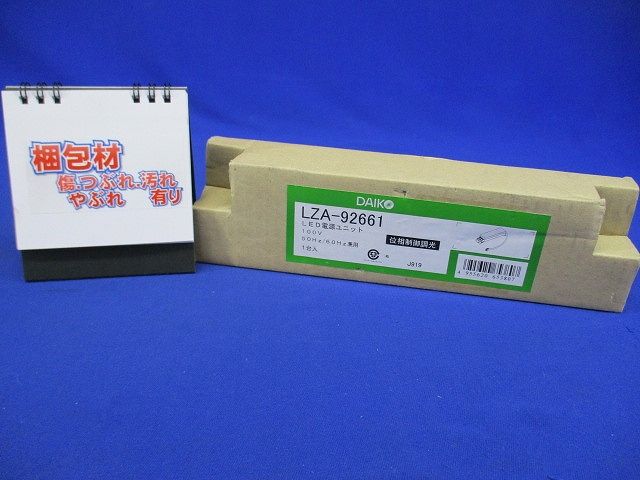 梱包材
傷.つぶれ.汚れ
やぶれ 有り
DAIKO
LZA-92661
LED電源ユニット
100V
50Hz/60Hz兼用
1台入
位相制御調光
J919